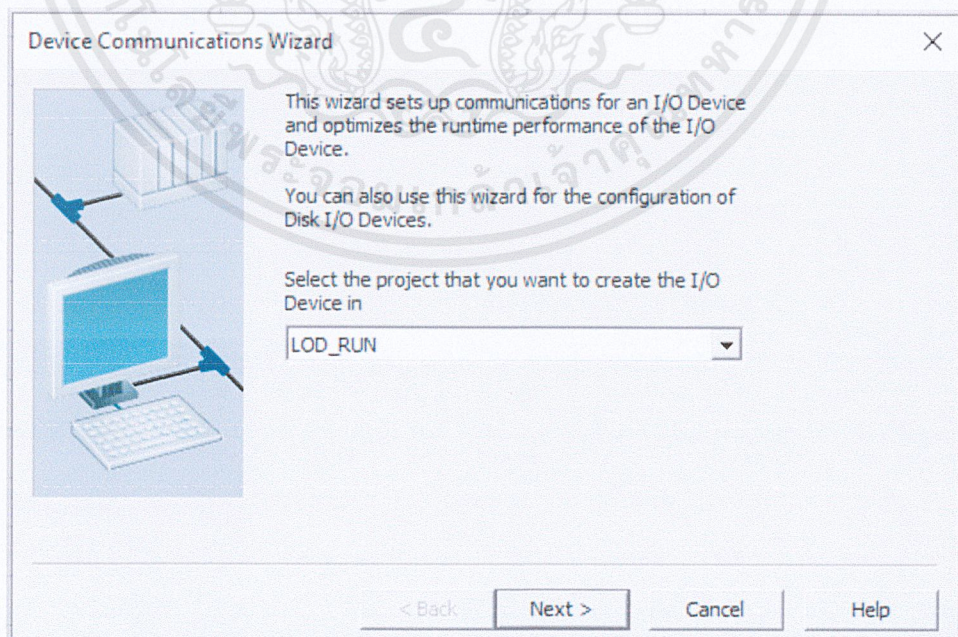 Device Communications Wizard
This wizard sets up communications for an I/O Device
and optimizes the runtime performance of the I/O
Device.
You can also use this wizard for the configuration of
Disk I/O Devices.
Select the project that you want to create the I/O
Device in
LOD_RUN
< Back
Next >
Cancel
Help